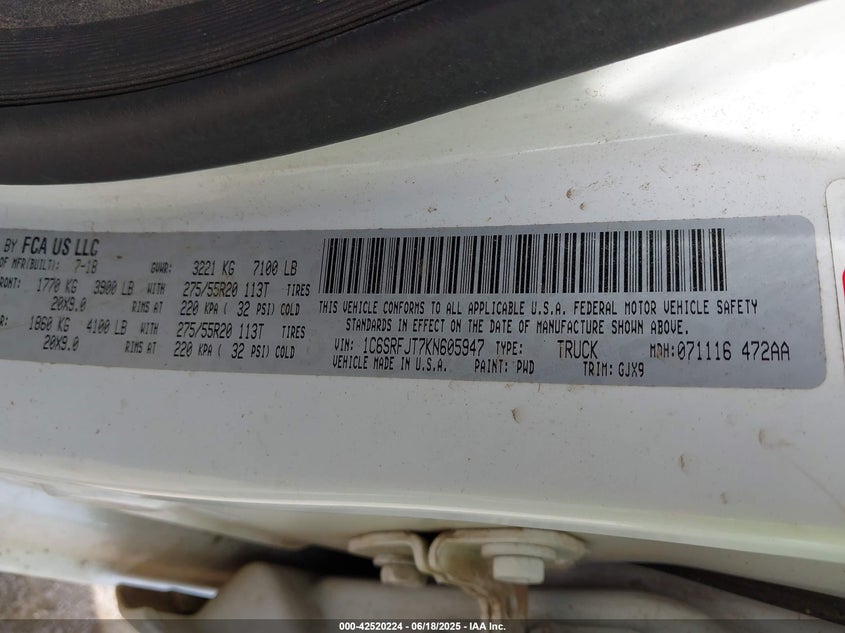 BY FCA US LLC
OF MFR(BUILT): 7-18 GVWR: 3221 KG 7100 LB
RONT: 1770 KG 3900 LB WITH 275/55R20 113T TIRES
20X9.0 RIMS AT 220 KPA ( 32 PSI) COLD
R: 1860 KG 4100 LB WITH 275/55R20 113T TIRES
20X9.0 RIMS AT 220 KPA ( 32 PSI) COLD
THIS VEHICLE CONFORMS TO ALL APPLICABLE U.S.A. FEDERAL MOTOR VEHICLE SAFETY
STANDARDS IN EFFECT ON THE DATE OF MANUFACTURE SHOWN ABOVE.
VIN: 1C6SRFJT7KN605947 TYPE: TRUCK MDH:071116 472AA
VEHICLE MADE IN U.S.A. PAINT: PWD TRIM: GJX9
000-42520224 / 06/18/2025 / IAA Inc.